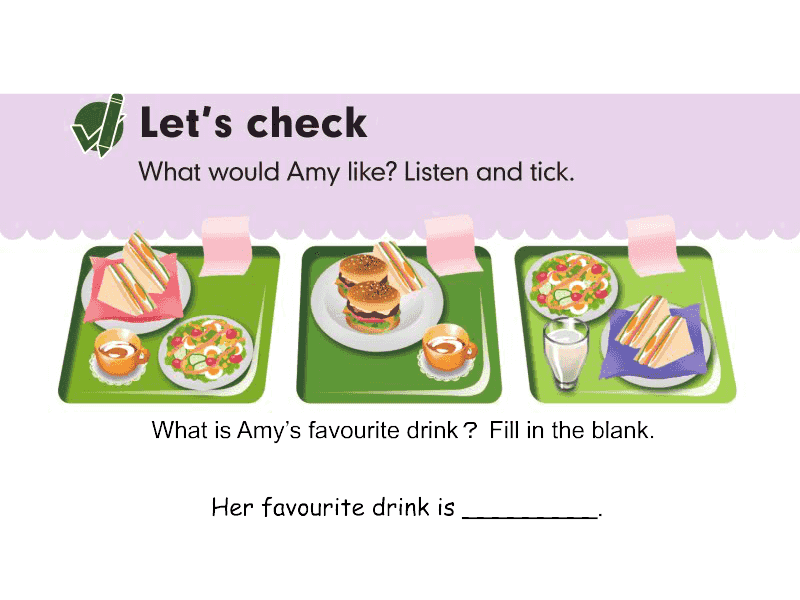 Let's check
What would Amy like? Listen and tick.
What is Amy's favourite drink？ Fill in the blank.
Her favourite drink is _________.